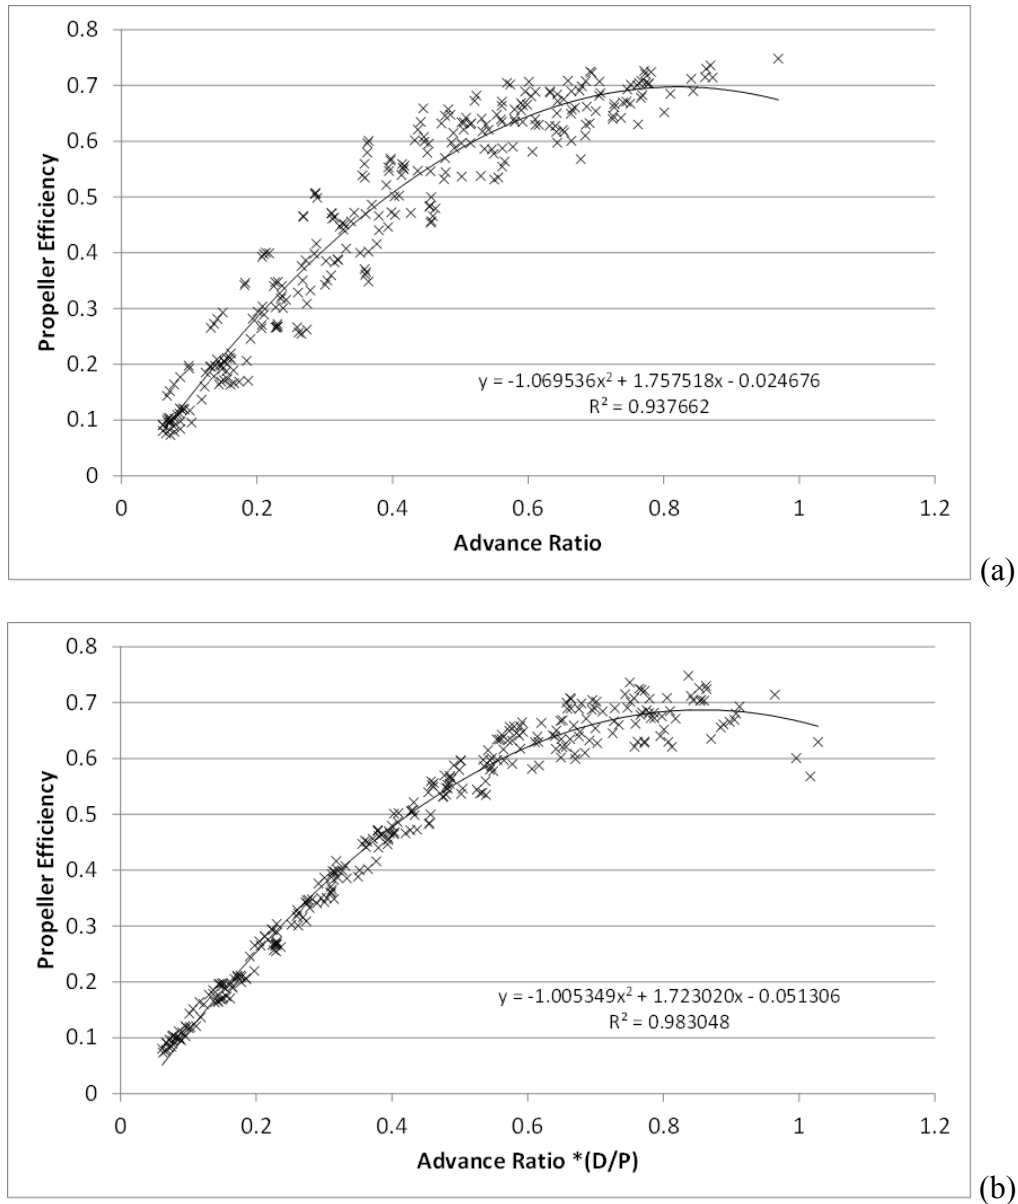 0.8
0.7
0.6
0.5
0.4
0.3
0.2
0.1
0
Propeller Efficiency
y = -1.069536x² + 1.757518x - 0.024676
R² = 0.937662
0 0.2 0.4 0.6 0.8 1 1.2
Advance Ratio
(a)
0.8
0.7
0.6
0.5
0.4
0.3
0.2
0.1
0
Propeller Efficiency
y = -1.005349x² + 1.723020x - 0.051306
R² = 0.983048
0 0.2 0.4 0.6 0.8 1 1.2
Advance Ratio *(D/P)
(b)